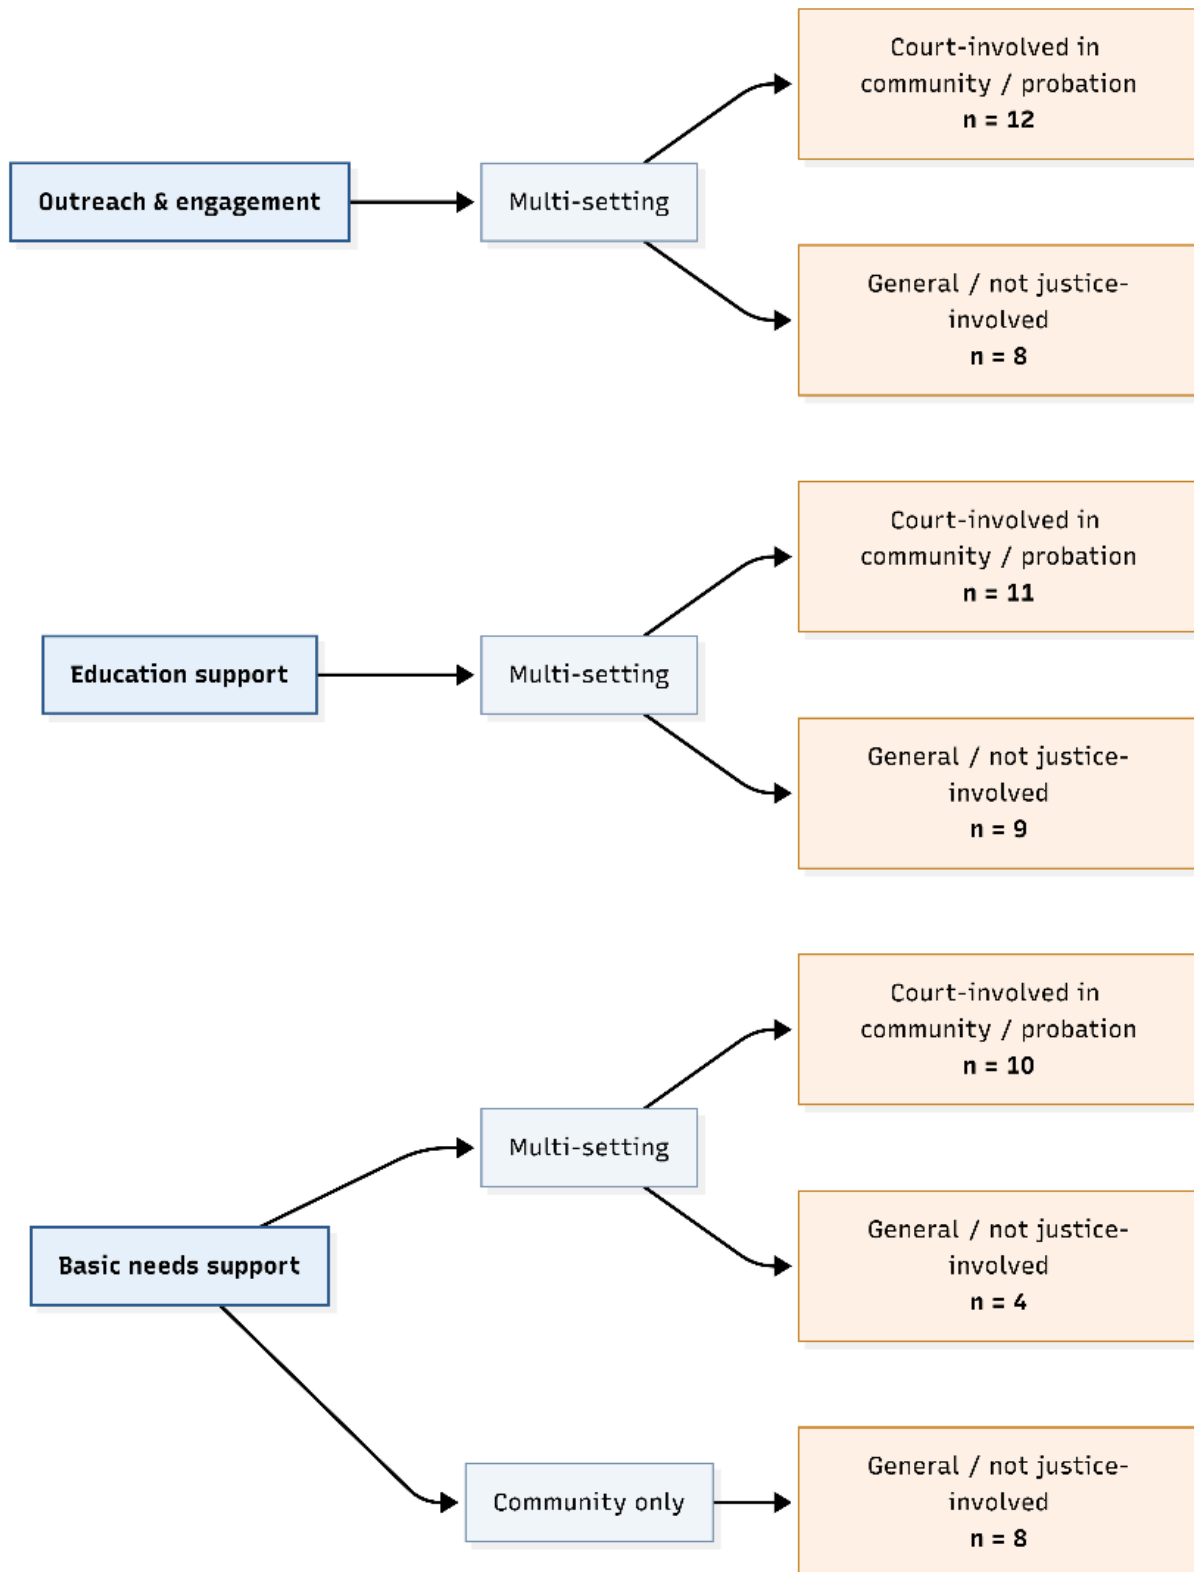 Outreach & engagement
Multi-setting
Court-involved in
community / probation
n = 12
General / not justice-
involved
n = 8
Education support
Multi-setting
Court-involved in
community / probation
n = 11
General / not justice-
involved
n = 9
Basic needs support
Multi-setting
Court-involved in
community / probation
n = 10
General / not justice-
involved
n = 4
Community only
General / not justice-
involved
n = 8